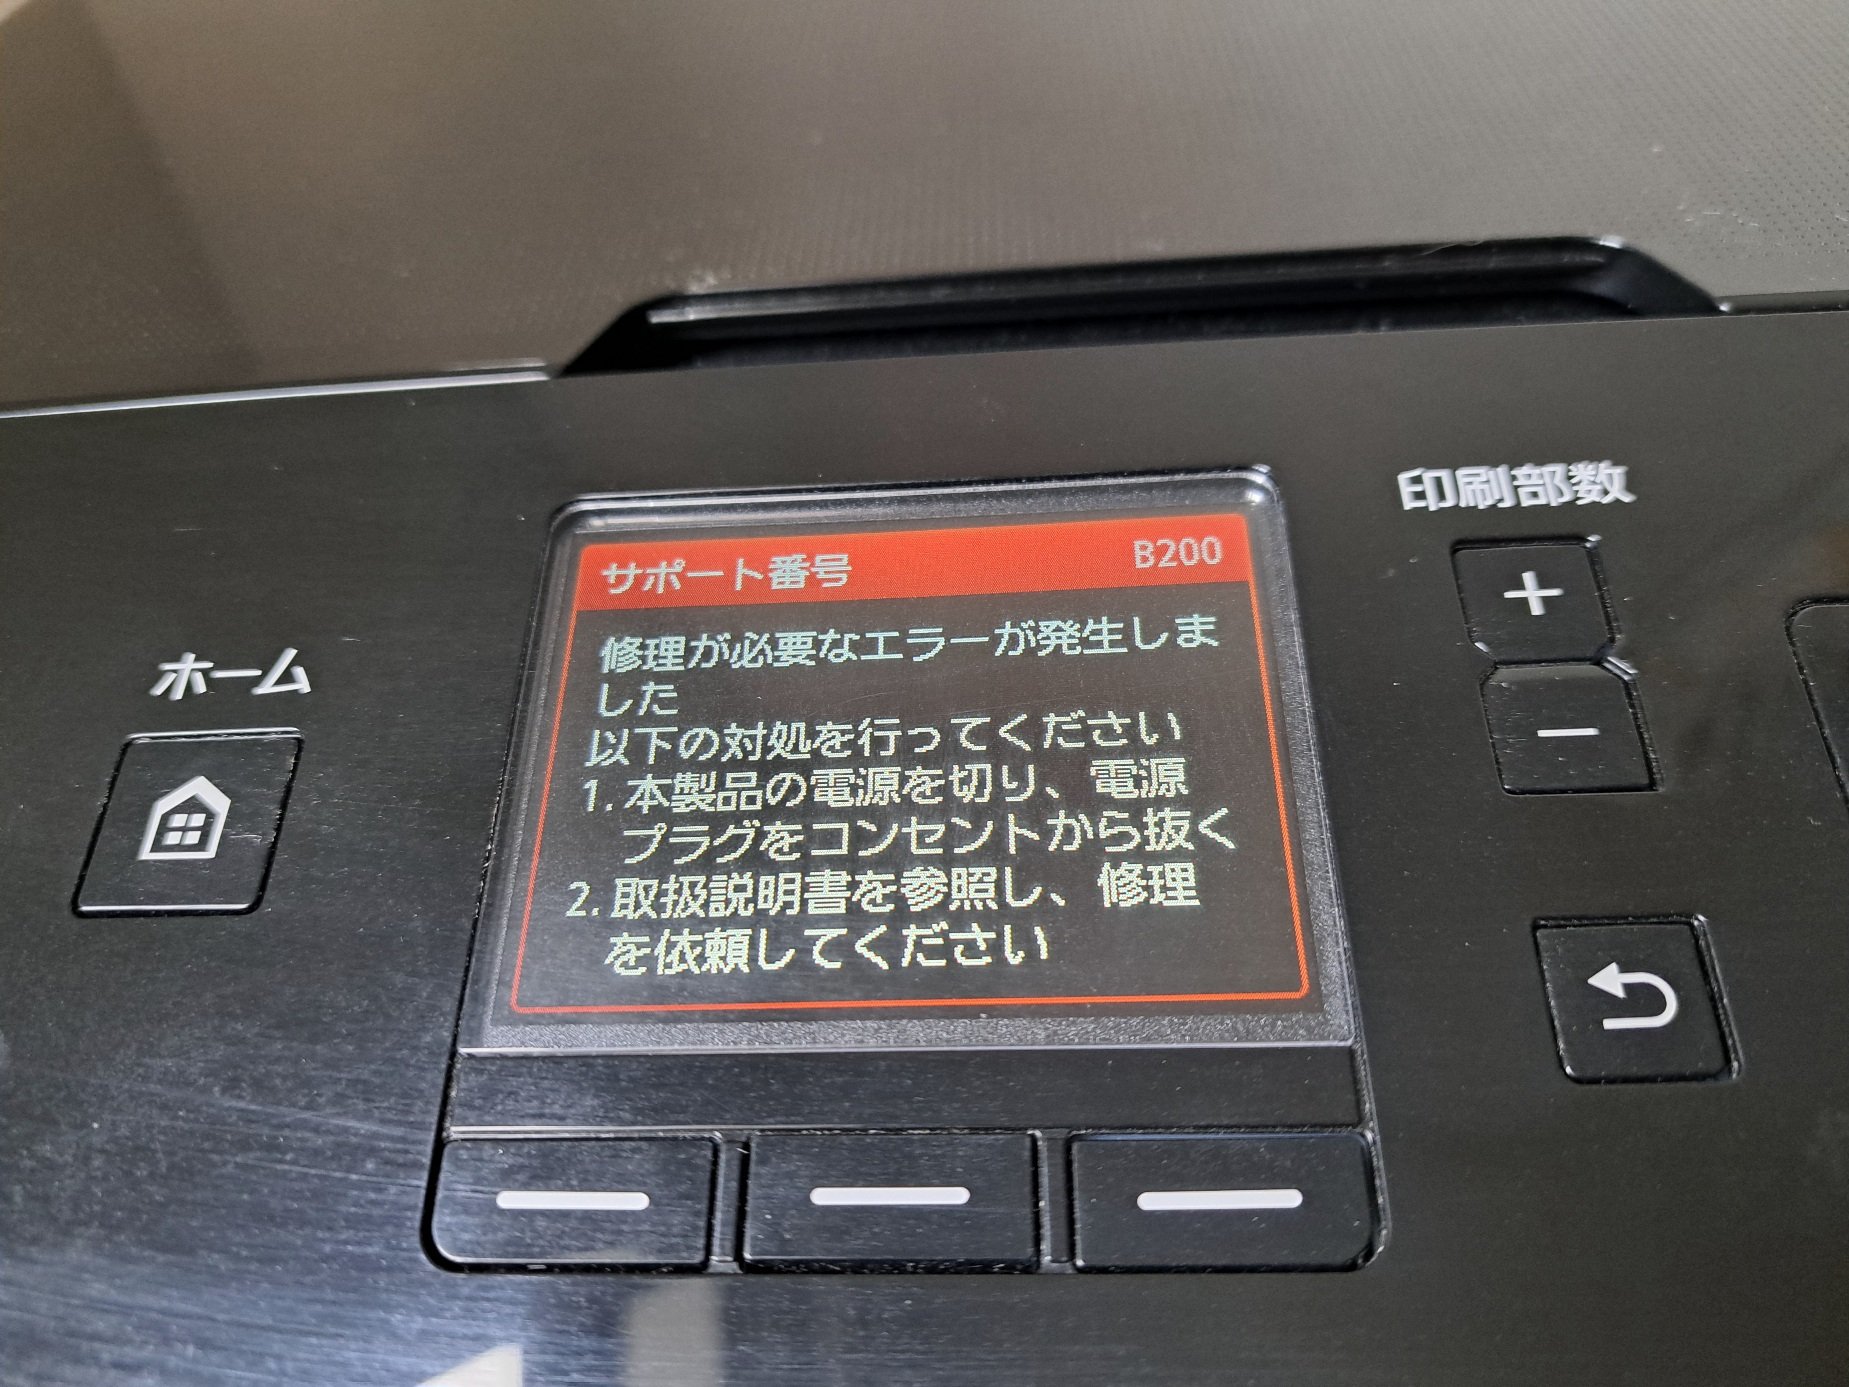 印刷部数
サポート番号 B200
修理が必要なエラーが発生しま
した
以下の対処を行ってください
1. 本製品の電源を切り、電源
プラグをコンセントから抜く
2. 取扱説明書を参照し、修理
を依頼してください
ホーム
+
−